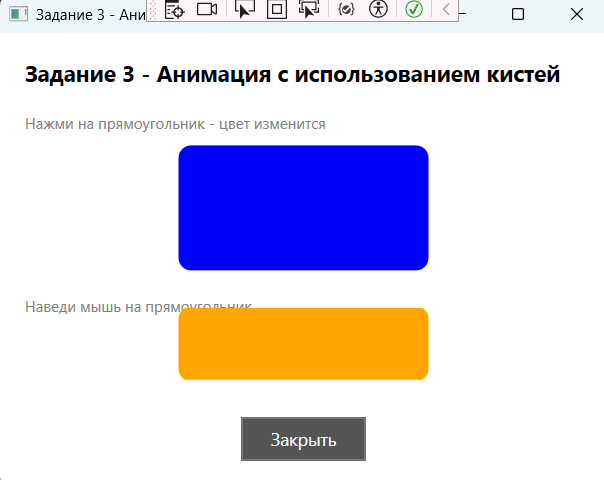 Задание 3 - Ани
Задание 3 - Анимация с использованием кистей
Нажми на прямоугольник - цвет изменится
Наведи мышь на прямоугольник
Закрыть